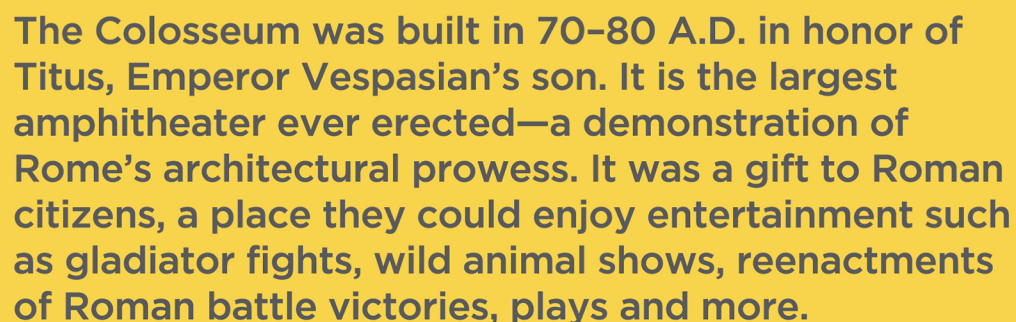 The Colosseum was built in 70–80 A.D. in honor of
Titus, Emperor Vespasian’s son. It is the largest
amphitheater ever erected—a demonstration of
Rome’s architectural prowess. It was a gift to Roman
citizens, a place they could enjoy entertainment such
as gladiator fights, wild animal shows, reenactments
of Roman battle victories, plays and more.